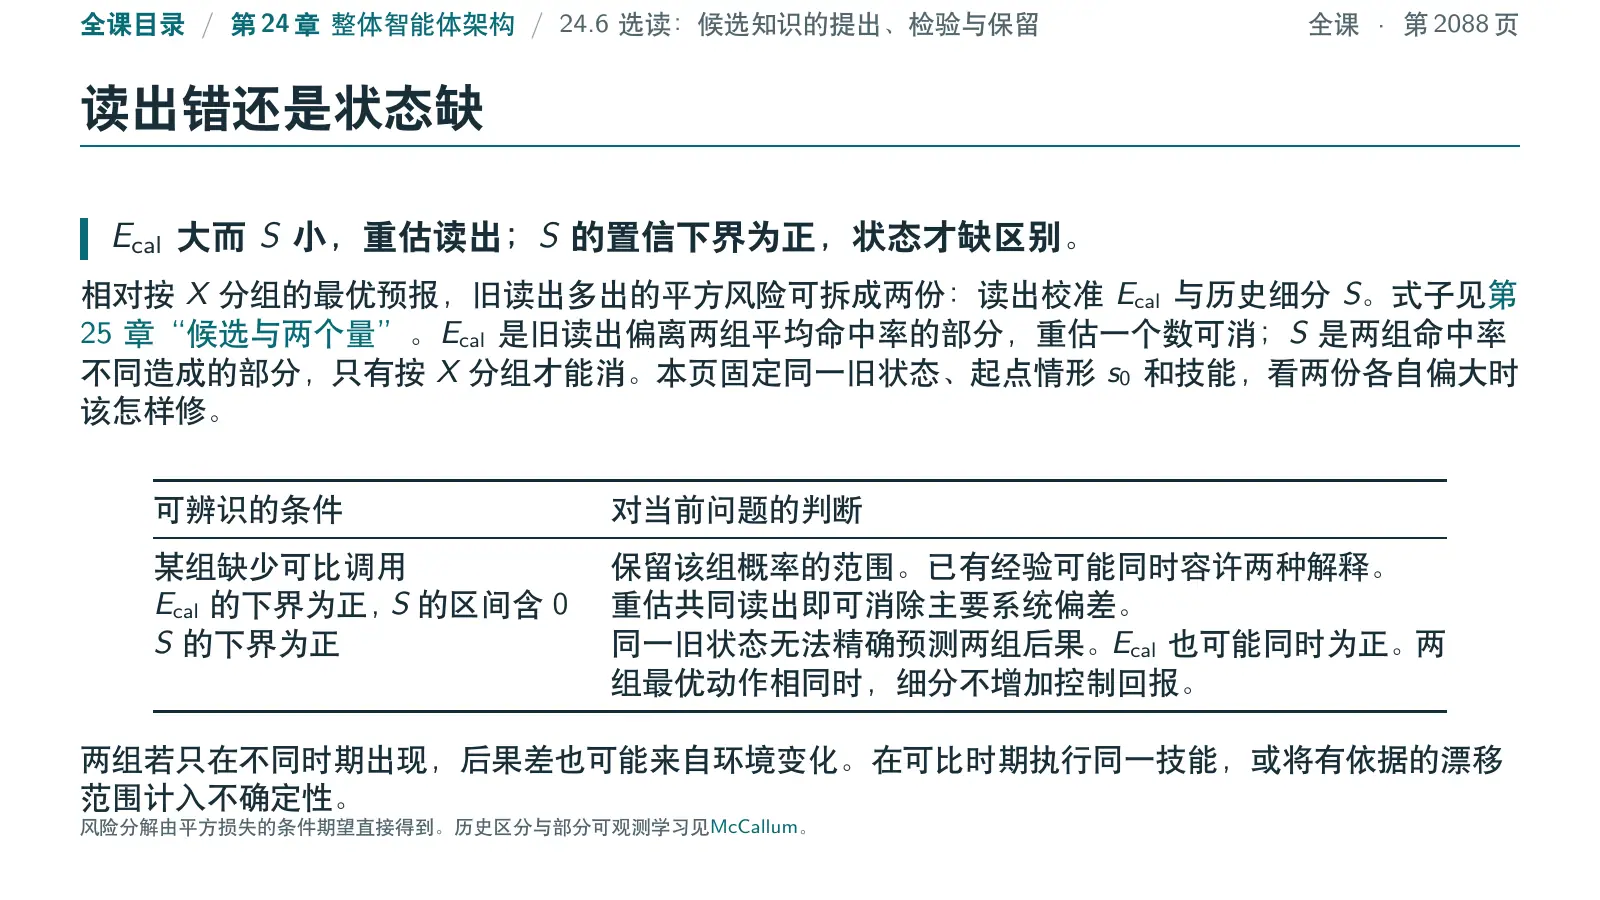 全课目录 / 第 24 章 整体智能体架构 / 24.6 选读：候选知识的提出、检验与保留 全课 · 第 2088 页
读出错还是状态缺
E_cal 大而 S 小，重估读出；S 的置信下界为正，状态才缺区别。
相对按 X 分组的最优预报，旧读出多出的平方风险可拆成两份：读出校准 E_cal 与历史细分 S。式子见第
25 章“候选与两个量”。E_cal 是旧读出偏离两组平均命中率的部分，重估一个数可消；S 是两组命中率
不同造成的部分，只有按 X 分组才能消。本页固定同一旧状态、起点情形 s_0 和技能，看两份各自偏大时
该怎样修。
可辨识的条件 对当前问题的判断
某组缺少可比调用 保留该组概率的范围。已有经验可能同时容许两种解释。
E_cal 的下界为正，S 的区间含 0 重估共同读出即可消除主要系统偏差。
S 的下界为正 同一旧状态无法精确预测两组后果。E_cal 也可能同时为正。两
组最优动作相同时，细分不增加控制回报。
两组若只在不同时期出现，后果差也可能来自环境变化。在可比时期执行同一技能，或将有依据的漂移
范围计入不确定性。
风险分解由平方损失的条件期望直接得到。历史区分与部分可观测学习见McCallum。